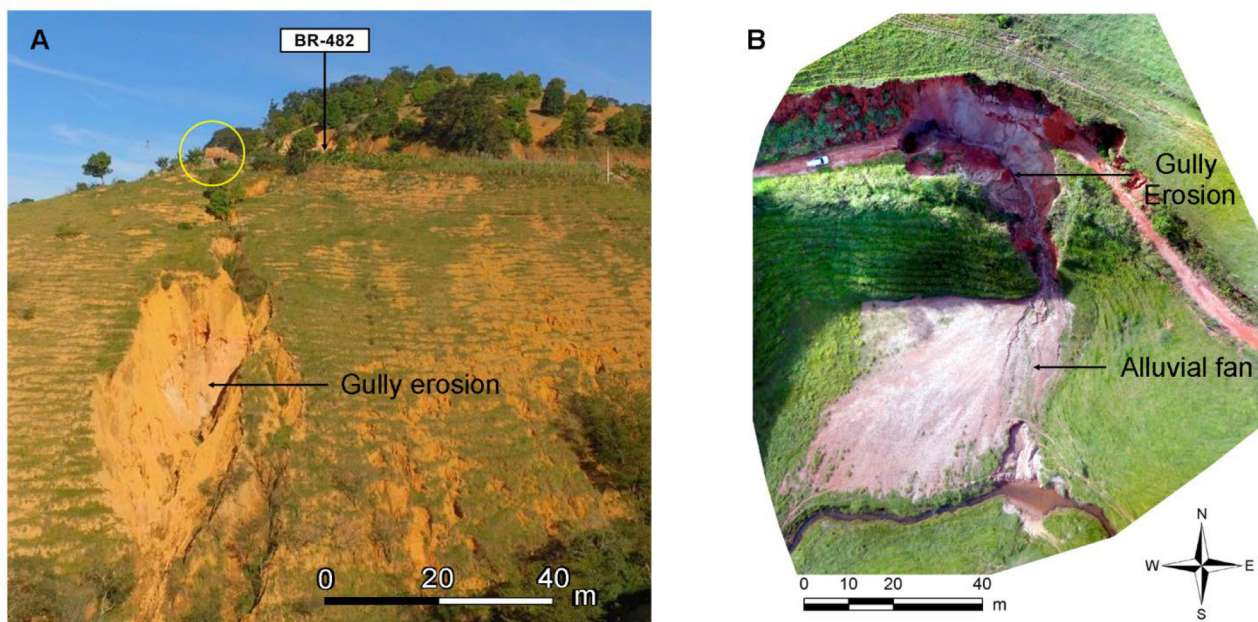 A
BR-482
Gully erosion
0 20 40
m
B
Gully
Erosion
Alluvial fan
0 10 20 40
m
N
W E
S